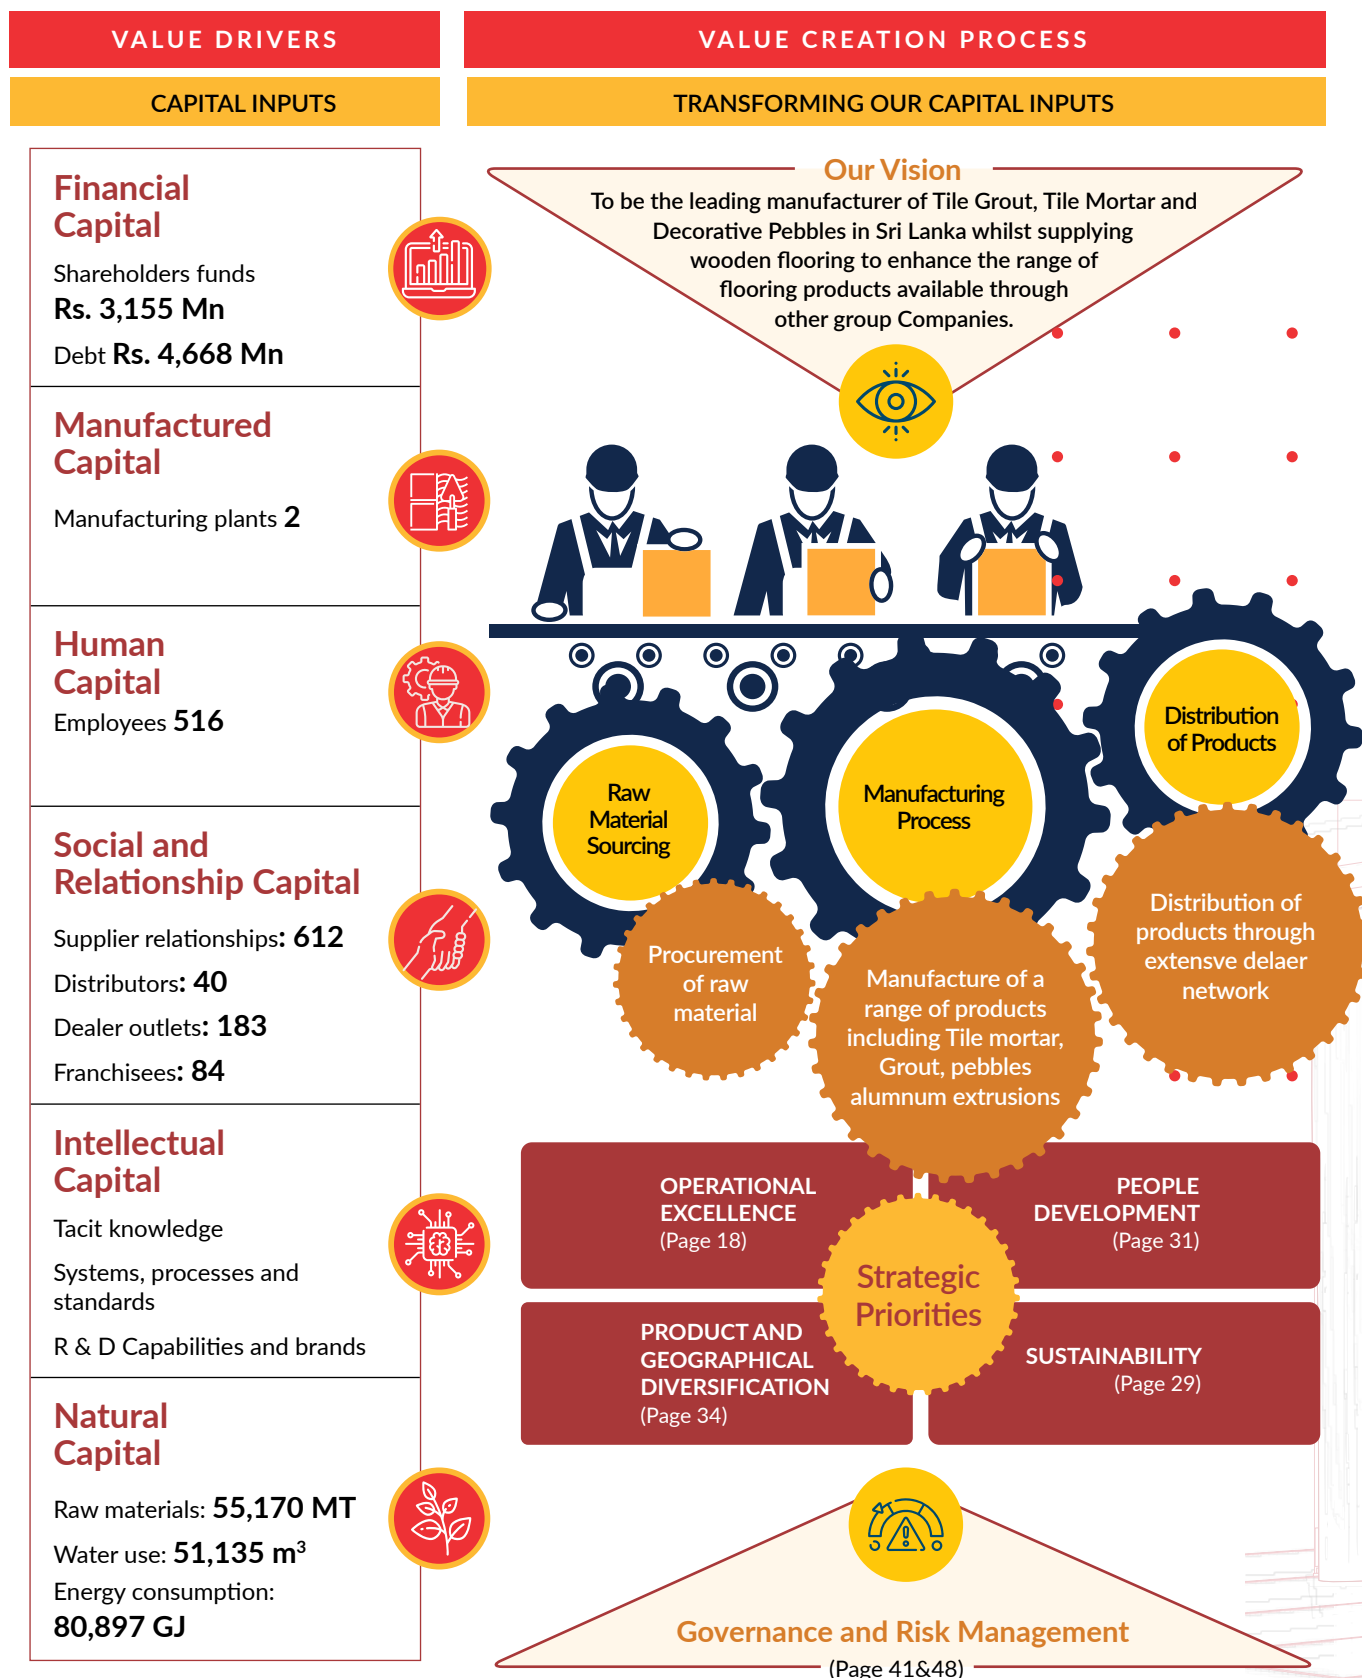 VALUE DRIVERS
CAPITAL INPUTS
Financial
Capital
Shareholders funds
Rs. 3,155 Mn
Debt Rs. 4,668 Mn
Manufactured
Capital
Manufacturing plants 2
Human
Capital
Employees 516
Social and
Relationship Capital
Supplier relationships: 612
Distributors: 40
Dealer outlets: 183
Franchisees: 84
Intellectual
Capital
Tacit knowledge
Systems, processes and
standards
R & D Capabilities and brands
Natural
Capital
Raw materials: 55,170 MT
Water use: 51,135 m³
Energy consumption:
80,897 GJ
VALUE CREATION PROCESS
TRANSFORMING OUR CAPITAL INPUTS
Our Vision
To be the leading manufacturer of Tile Grout, Tile Mortar and
Decorative Pebbles in Sri Lanka whilst supplying
wooden flooring to enhance the range of
flooring products available through
other group Companies.
Raw
Material
Sourcing
Manufacturing
Process
Distribution
of Products
Procurement
of raw
material
Manufacture of a
range of products
including Tile mortar,
Grout, pebbles
alumnum extrusions
Distribution of
products through
extensve delaer
network
OPERATIONAL
EXCELLENCE
(Page 18)
PEOPLE
DEVELOPMENT
(Page 31)
Strategic
Priorities
PRODUCT AND
GEOGRAPHICAL
DIVERSIFICATION
(Page 34)
SUSTAINABILITY
(Page 29)
Governance and Risk Management
(Page 41&48)